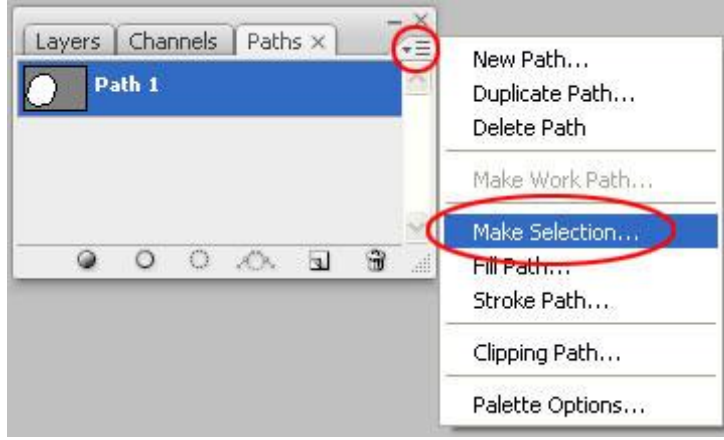 Layers Channels Paths ×
Path 1
New Path...
Duplicate Path...
Delete Path
Make Work Path...
Make Selection...
Fill Path...
Stroke Path...
Clipping Path...
Palette Options...